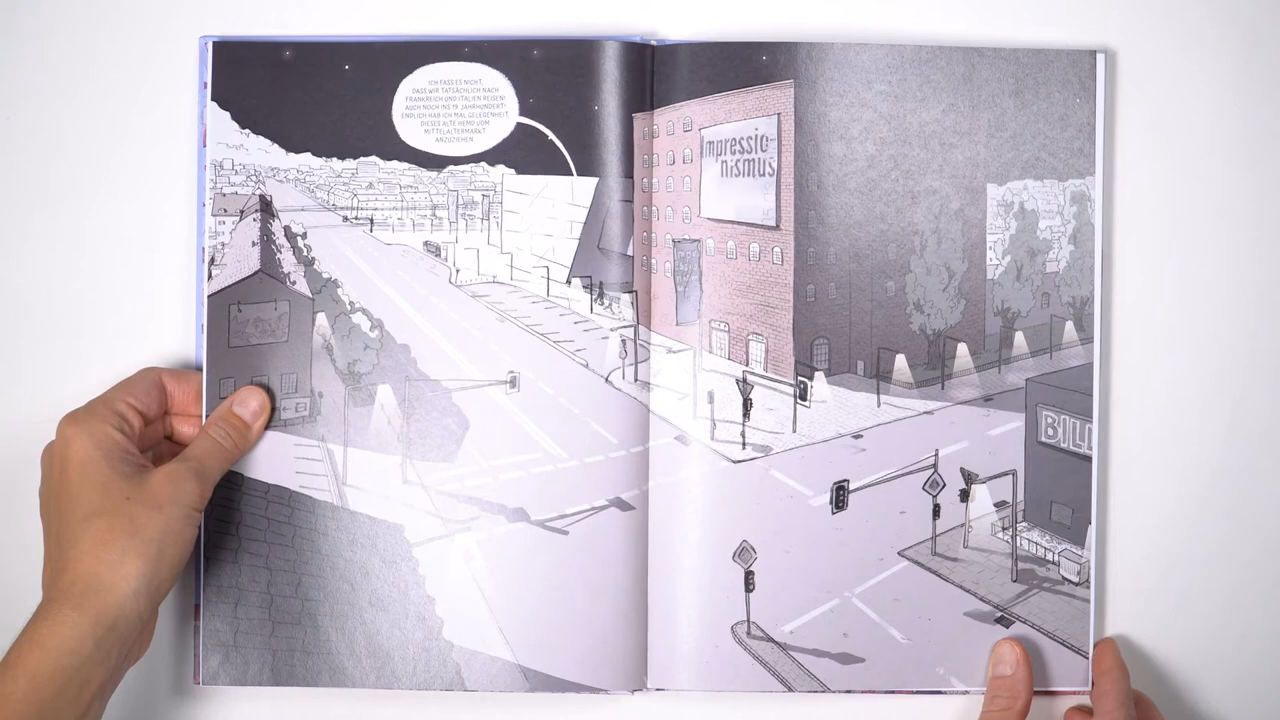 ICH FASS ES NICHT,
DASS WIR TATSÄCHLICH NACH
FRANKREICH UND ITALIEN REISEN!
AUCH NOCH INS 19. JAHRHUNDERT!
ENDLICH HAB ICH MAL GELEGENHEIT,
DIESES ALTE HEMD VOM
MITTELALTERMARKT
ANZUZIEHEN
Impressio-
nismus
BILL